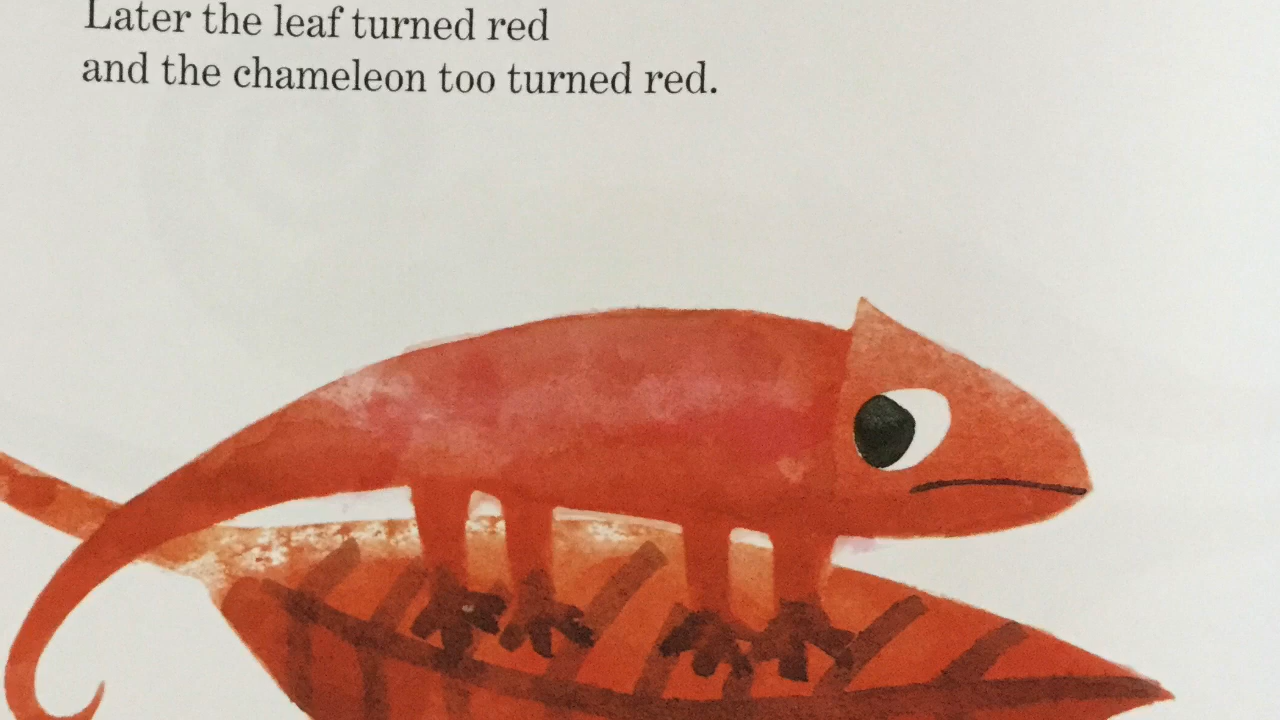 Later the leaf turned red
and the chameleon too turned red.